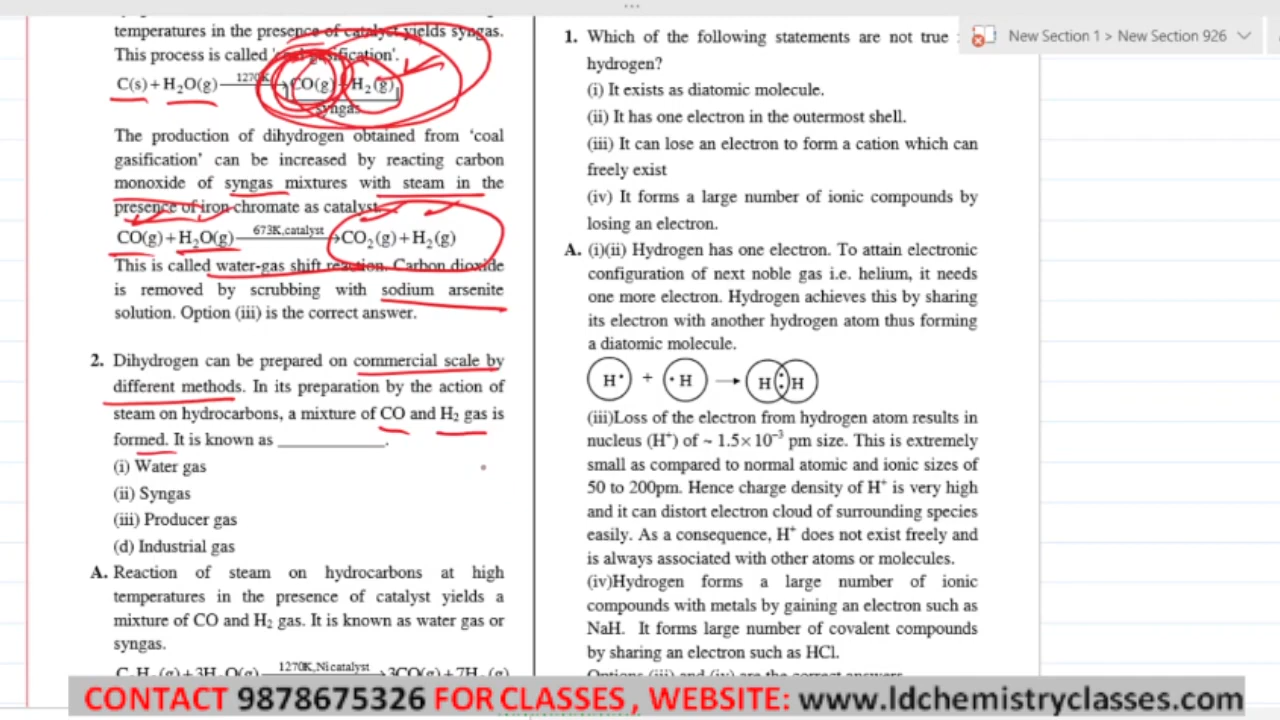 temperatures in the presence of catalyst yields syngas.
This process is called 'coal gasification'.
C(s) + H₂O(g) 1270K → CO(g) + H₂(g)
syngas
The production of dihydrogen obtained from 'coal
gasification' can be increased by reacting carbon
monoxide of syngas mixtures with steam in the
presence of iron chromate as catalyst.
CO(g) + H₂O(g) 673K,catalyst → CO₂(g) + H₂(g)
This is called water-gas shift reaction. Carbon dioxide
is removed by scrubbing with sodium arsenite
solution. Option (iii) is the correct answer.
2. Dihydrogen can be prepared on commercial scale by
different methods. In its preparation by the action of
steam on hydrocarbons, a mixture of CO and H₂ gas is
formed. It is known as ____________.
(i) Water gas
(ii) Syngas
(iii) Producer gas
(d) Industrial gas
A. Reaction of steam on hydrocarbons at high
temperatures in the presence of catalyst yields a
mixture of CO and H₂ gas. It is known as water gas or
syngas.
1270K,Ni catalyst → 3CO(g) + 7H₂(g)
1. Which of the following statements are not true
hydrogen?
(i) It exists as diatomic molecule.
(ii) It has one electron in the outermost shell.
(iii) It can lose an electron to form a cation which can
freely exist
(iv) It forms a large number of ionic compounds by
losing an electron.
A. (i)(ii) Hydrogen has one electron. To attain electronic
configuration of next noble gas i.e. helium, it needs
one more electron. Hydrogen achieves this by sharing
its electron with another hydrogen atom thus forming
a diatomic molecule.
H• + •H → H:H
(iii)Loss of the electron from hydrogen atom results in
nucleus (H⁺) of ~ 1.5× 10⁻³ pm size. This is extremely
small as compared to normal atomic and ionic sizes of
50 to 200pm. Hence charge density of H⁺ is very high
and it can distort electron cloud of surrounding species
easily. As a consequence, H⁺ does not exist freely and
is always associated with other atoms or molecules.
(iv)Hydrogen forms a large number of ionic
compounds with metals by gaining an electron such as
NaH. It forms large number of covalent compounds
by sharing an electron such as HCl.
Options (iii) and (iv) are the correct answers
New Section 1 > New Section 926
CONTACT 9878675326 FOR CLASSES , WEBSITE: www.ldchemistryclasses.com